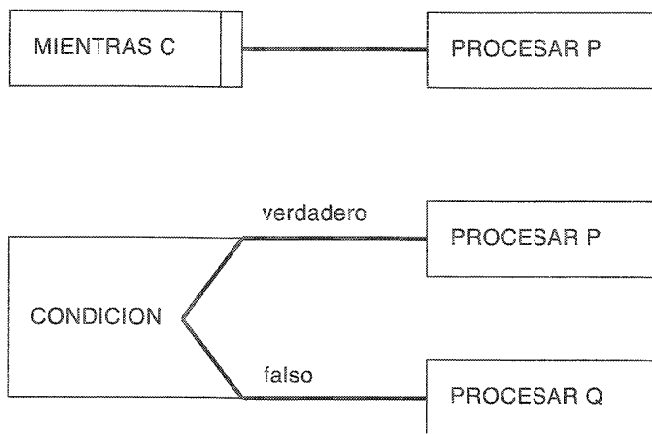 MIENTRAS C
PROCESAR P
verdadero
PROCESAR P
CONDICION
falso
PROCESAR Q